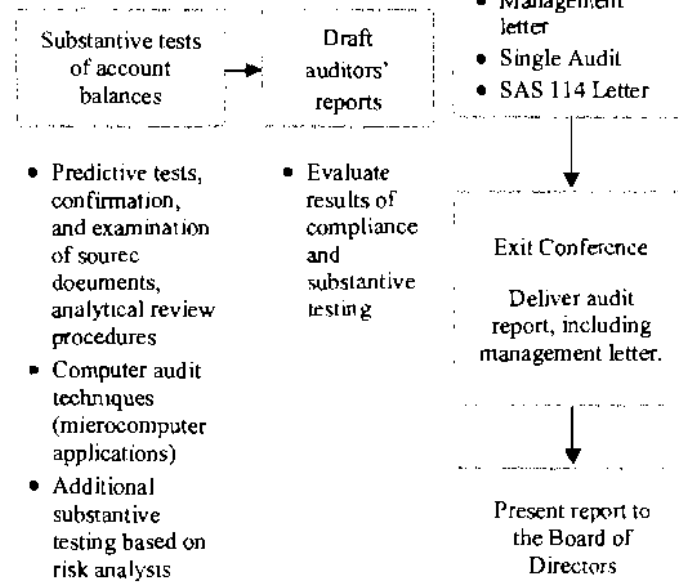 Substantive tests
of account
balances
Draft
auditors'
reports
• Management
letter
• Single Audit
• SAS 114 Letter
• Predictive tests,
confirmation,
and examination
of sourec
doeuments,
analytical review
procedures
• Computer audit
techniques
(mierocomputer
applications)
• Additional
substantive
testing based on
risk analysis
• Evaluate
results of
compliance
and
substantive
testing
Exit Conference
Deliver audit
report, including
management letter.
Present report to
the Board of
Directors